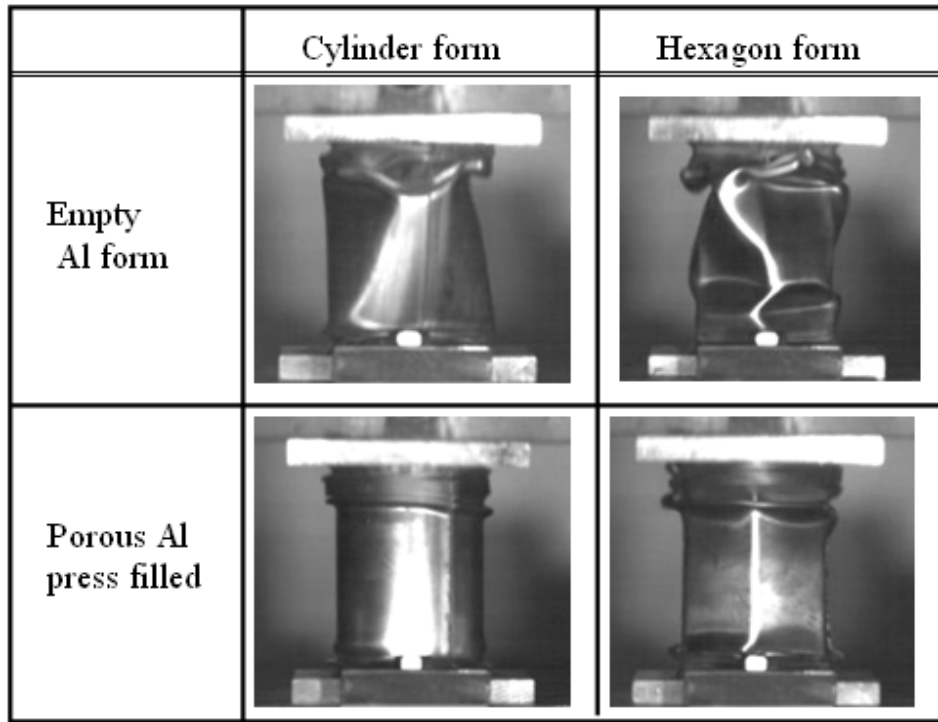 Cylinder form
Hexagon form
Empty
Al form
Porous Al
press filled